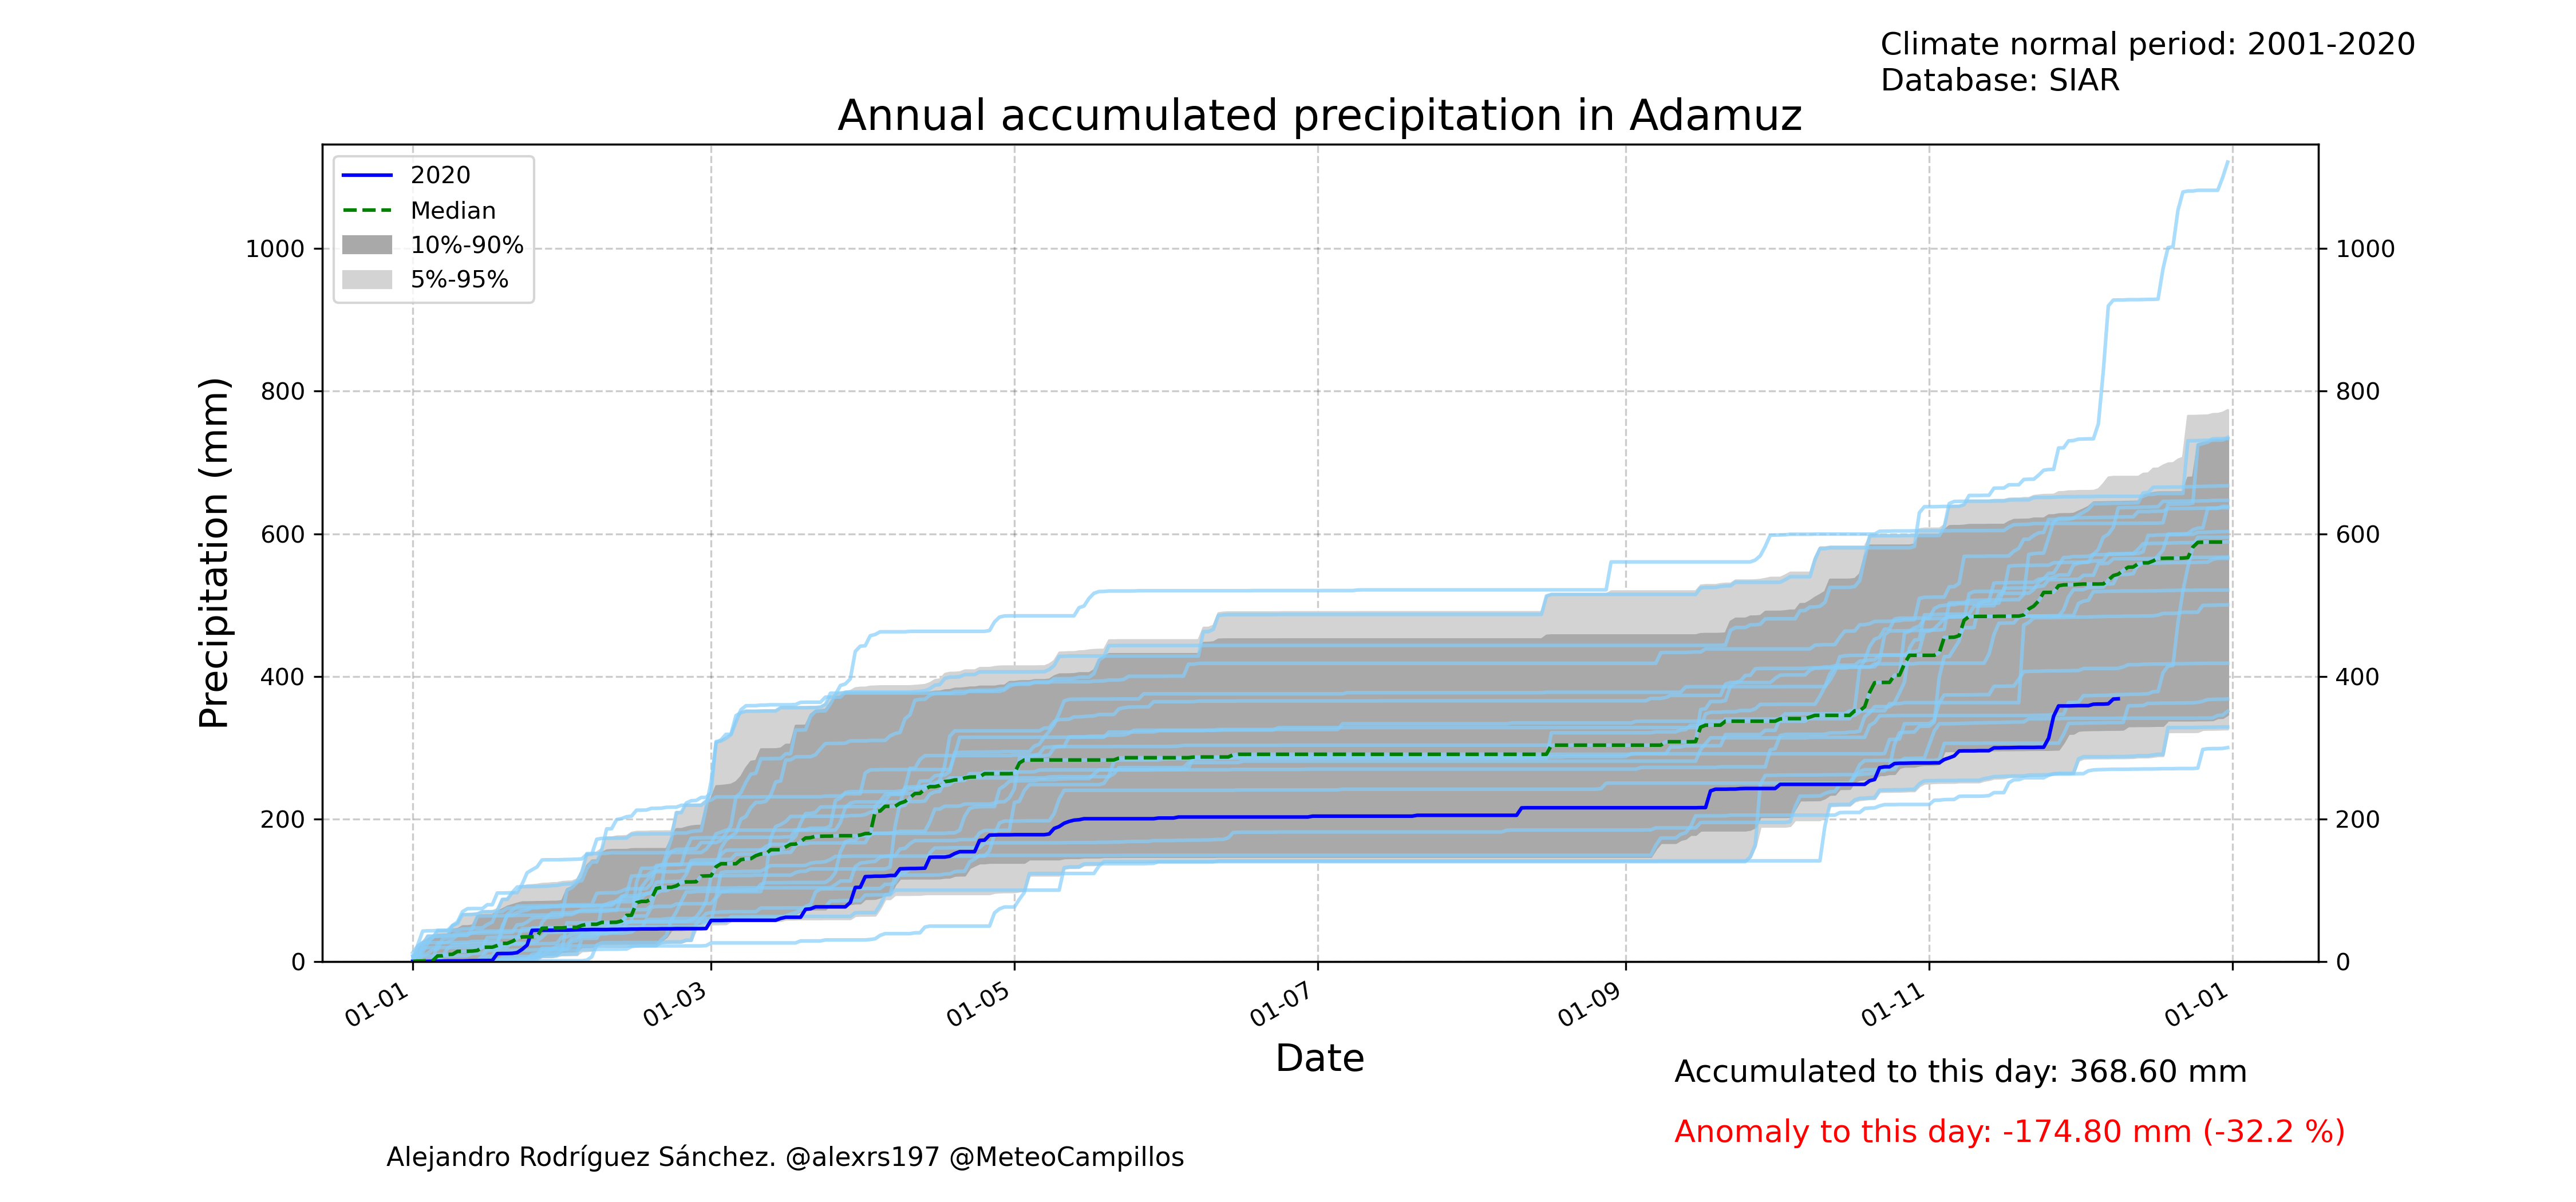 Climate normal period: 2001-2020
Database: SIAR
Annual accumulated precipitation in Adamuz
2020
Median
10%-90%
5%-95%
Precipitation (mm)
1000
800
600
400
200
0
1000
800
600
400
200
0
01-01
01-03
01-05
01-07
01-09
01-11
01-01
Date
Accumulated to this day: 368.60 mm
Anomaly to this day: -174.80 mm (-32.2 %)
Alejandro Rodríguez Sánchez. @alexrs197 @MeteoCampillos